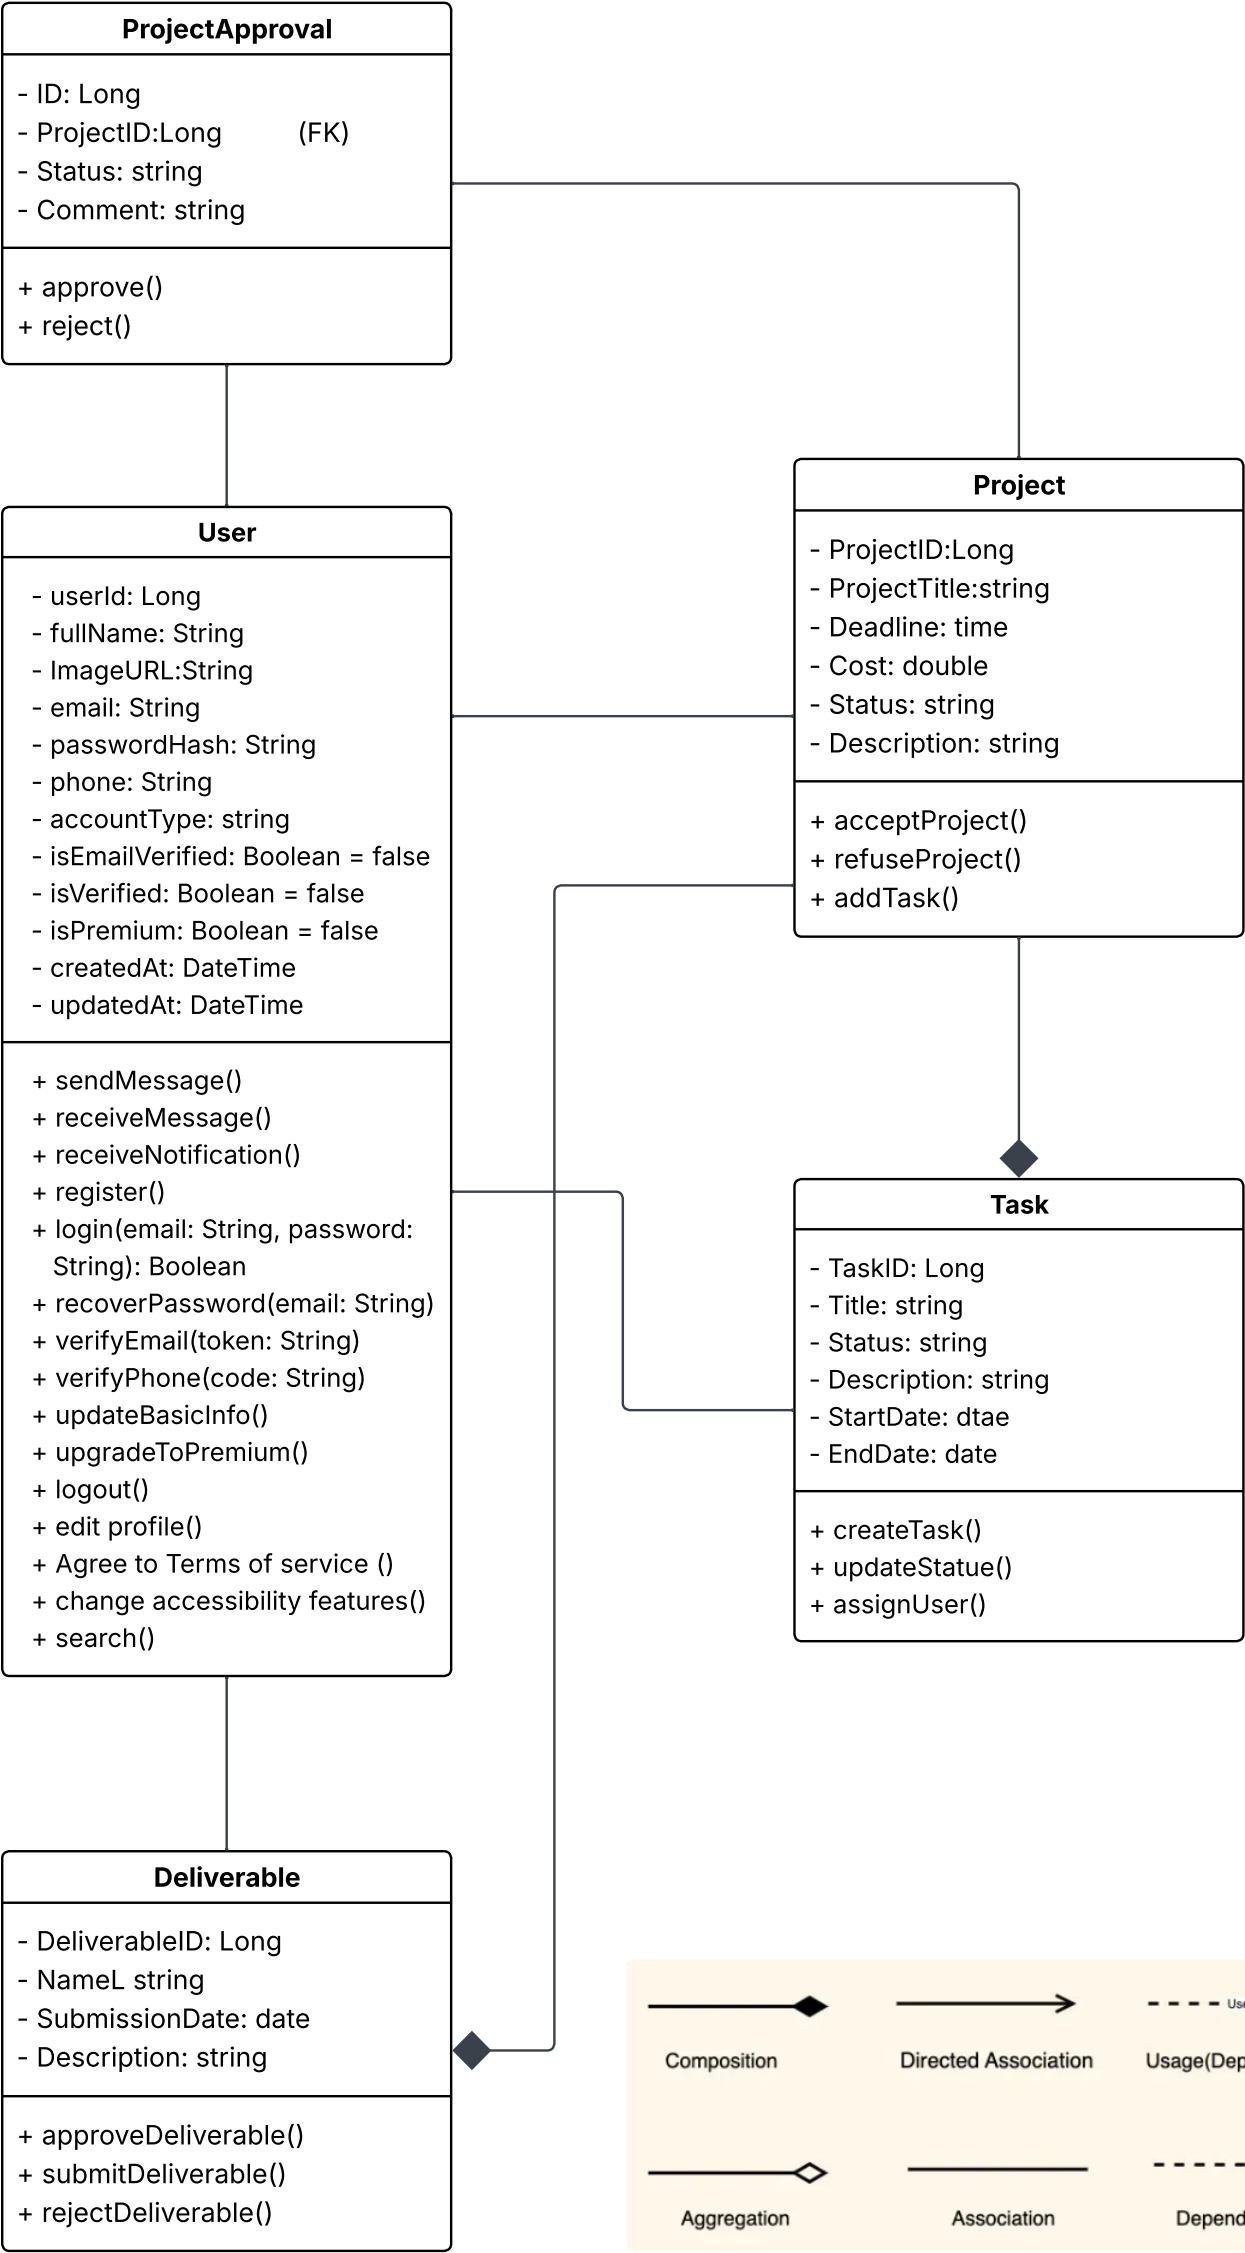 ProjectApproval
- ID: Long
- ProjectID:Long (FK)
- Status: string
- Comment: string
+ approve()
+ reject()
User
- userId: Long
- fullName: String
- ImageURL:String
- email: String
- passwordHash: String
- phone: String
- accountType: string
- isEmailVerified: Boolean = false
- isVerified: Boolean = false
- isPremium: Boolean = false
- createdAt: DateTime
- updatedAt: DateTime
+ sendMessage()
+ receiveMessage()
+ receiveNotification()
+ register()
+ login(email: String, password:
String): Boolean
+ recoverPassword(email: String)
+ verifyEmail(token: String)
+ verifyPhone(code: String)
+ updateBasicInfo()
+ upgradeToPremium()
+ logout()
+ edit profile()
+ Agree to Terms of service ()
+ change accessibility features()
+ search()
Project
- ProjectID:Long
- ProjectTitle:string
- Deadline: time
- Cost: double
- Status: string
- Description: string
+ acceptProject()
+ refuseProject()
+ addTask()
Task
- TaskID: Long
- Title: string
- Status: string
- Description: string
- StartDate: dtae
- EndDate: date
+ createTask()
+ updateStatue()
+ assignUser()
Deliverable
- DeliverableID: Long
- NameL string
- SubmissionDate: date
- Description: string
+ approveDeliverable()
+ submitDeliverable()
+ rejectDeliverable()
Use
Composition
Directed Association
Usage(Dep
Aggregation
Association
Depend